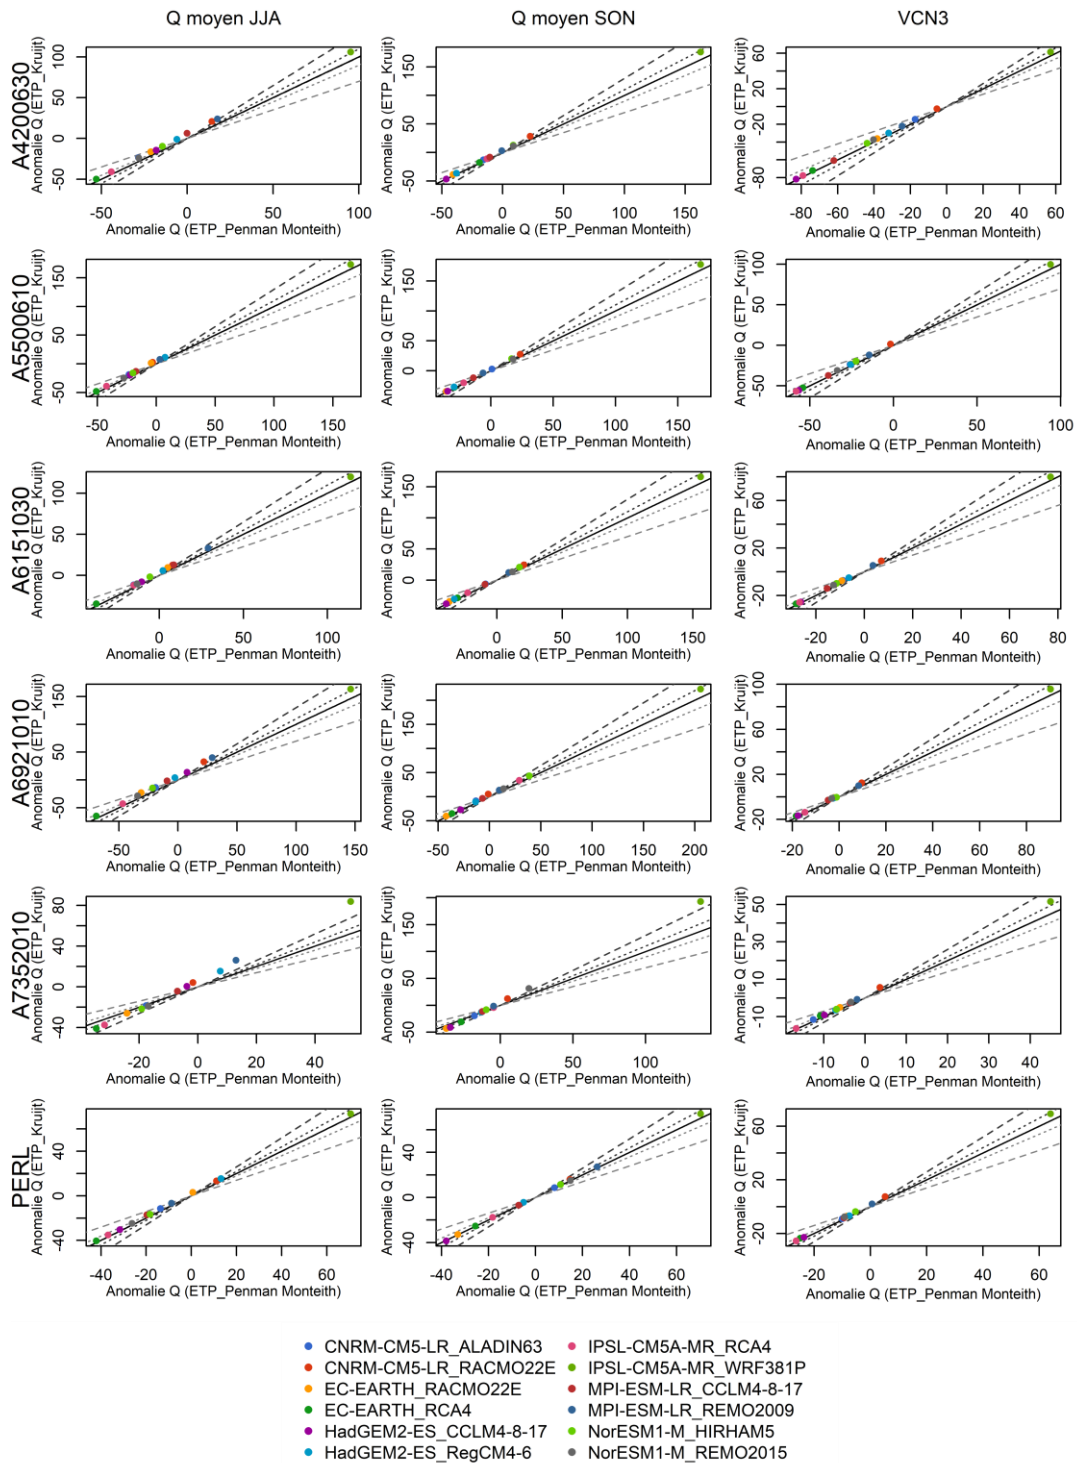 Q moyen JJA
Q moyen SON
VCN3
A4200630
Anomalie Q (ETP_Kruijt)
-50 0 50 100
-50 0 50 100
Anomalie Q (ETP_Penman Monteith)
Anomalie Q (ETP_Kruijt)
-50 50 150
-50 0 50 100 150
Anomalie Q (ETP_Penman Monteith)
Anomalie Q (ETP_Kruijt)
-80 -20 20 60
-80 -60 -40 -20 0 20 40 60
Anomalie Q (ETP_Penman Monteith)
A5500610
Anomalie Q (ETP_Kruijt)
-50 50 150
-50 0 50 100 150
Anomalie Q (ETP_Penman Monteith)
Anomalie Q (ETP_Kruijt)
0 50 150
0 50 100 150
Anomalie Q (ETP_Penman Monteith)
Anomalie Q (ETP_Kruijt)
-50 0 50 100
-50 0 50 100
Anomalie Q (ETP_Penman Monteith)
A6151030
Anomalie Q (ETP_Kruijt)
0 50 100
0 50 100
Anomalie Q (ETP_Penman Monteith)
Anomalie Q (ETP_Kruijt)
0 50 150
0 50 100 150
Anomalie Q (ETP_Penman Monteith)
Anomalie Q (ETP_Kruijt)
-20 20 60
-20 0 20 40 60 80
Anomalie Q (ETP_Penman Monteith)
A6921010
Anomalie Q (ETP_Kruijt)
-50 50 150
-50 0 50 100 150
Anomalie Q (ETP_Penman Monteith)
Anomalie Q (ETP_Kruijt)
-50 50 150
-50 0 50 100 150 200
Anomalie Q (ETP_Penman Monteith)
Anomalie Q (ETP_Kruijt)
-20 20 60 100
-20 0 20 40 60 80
Anomalie Q (ETP_Penman Monteith)
A7352010
Anomalie Q (ETP_Kruijt)
-40 0 40 80
-20 0 20 40
Anomalie Q (ETP_Penman Monteith)
Anomalie Q (ETP_Kruijt)
-50 50 150
0 50 100
Anomalie Q (ETP_Penman Monteith)
Anomalie Q (ETP_Kruijt)
-10 10 30 50
-10 0 10 20 30 40
Anomalie Q (ETP_Penman Monteith)
PERL
Anomalie Q (ETP_Kruijt)
-40 0 40
-40 -20 0 20 40 60
Anomalie Q (ETP_Penman Monteith)
Anomalie Q (ETP_Kruijt)
-40 0 40
-40 -20 0 20 40 60
Anomalie Q (ETP_Penman Monteith)
Anomalie Q (ETP_Kruijt)
-20 20 60
-20 0 20 40 60
Anomalie Q (ETP_Penman Monteith)
CNRM-CM5-LR_ALADIN63
CNRM-CM5-LR_RACMO22E
EC-EARTH_RACMO22E
EC-EARTH_RCA4
HadGEM2-ES_CCLM4-8-17
HadGEM2-ES_RegCM4-6
IPSL-CM5A-MR_RCA4
IPSL-CM5A-MR_WRF381P
MPI-ESM-LR_CCLM4-8-17
MPI-ESM-LR_REMO2009
NorESM1-M_HIRHAM5
NorESM1-M_REMO2015